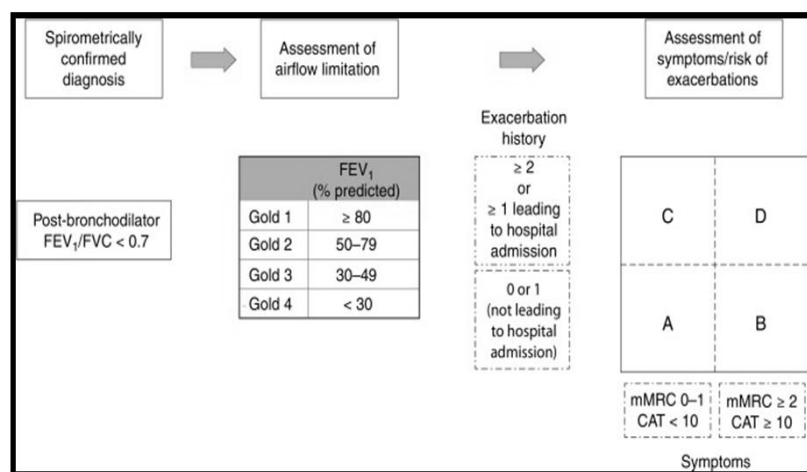 Spirometrically
confirmed
diagnosis
Assessment of
airflow limitation
Assessment of
symptoms/risk of
exacerbations
Post-bronchodilator
FEV₁/FVC < 0.7
FEV₁
(% predicted)
Gold 1 ≥ 80
Gold 2 50–79
Gold 3 30–49
Gold 4 < 30
Exacerbation
history
≥ 2
or
≥ 1 leading
to hospital
admission
0 or 1
(not leading
to hospital
admission)
C D
A B
mMRC 0–1
CAT < 10
mMRC ≥ 2
CAT ≥ 10
Symptoms